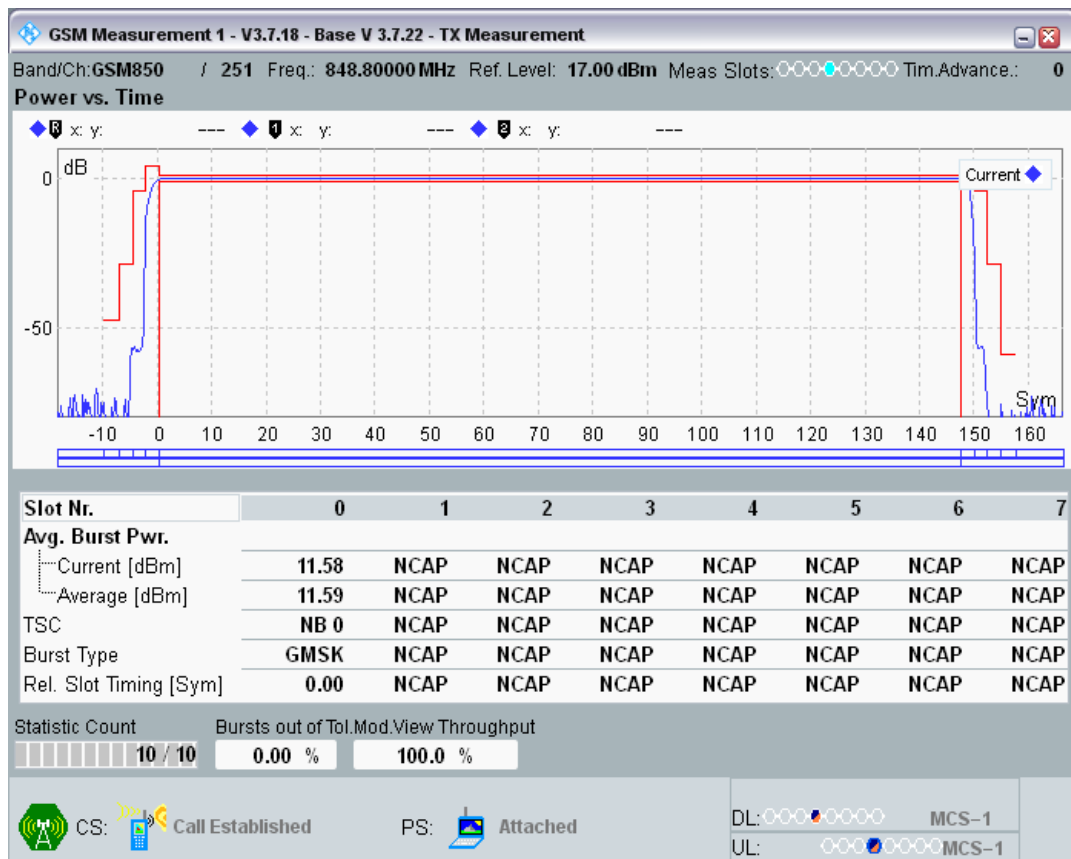 GSM Measurement 1 - V3.7.18 - Base V 3.7.22 - TX Measurement
Band/Ch:GSM850 / 251 Freq.: 848.80000 MHz Ref. Level: 17.00 dBm Meas Slots: Tim.Advance.: 0
Power vs. Time
R x: y: --- 1 x: y: --- 2 x: y: ---
dB
0
Current
-50
Sym
-10 0 10 20 30 40 50 60 70 80 90 100 110 120 130 140 150 160
Slot Nr. 0 1 2 3 4 5 6 7
Avg. Burst Pwr.
Current [dBm] 11.58 NCAP NCAP NCAP NCAP NCAP NCAP NCAP
Average [dBm] 11.59 NCAP NCAP NCAP NCAP NCAP NCAP NCAP
TSC NB 0 NCAP NCAP NCAP NCAP NCAP NCAP NCAP
Burst Type GMSK NCAP NCAP NCAP NCAP NCAP NCAP NCAP
Rel. Slot Timing [Sym] 0.00 NCAP NCAP NCAP NCAP NCAP NCAP NCAP
Statistic Count Bursts out of Tol.Mod.View Throughput
10 / 10 0.00 % 100.0 %
CS: Call Established PS: Attached DL: MCS-1
UL: MCS-1